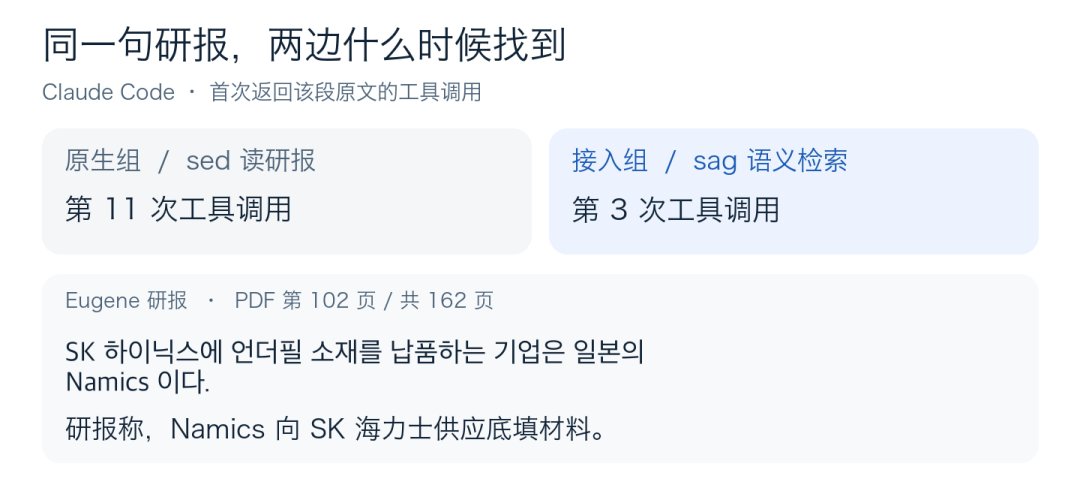 同一句研报，两边什么时候找到
Claude Code · 首次返回该段原文的工具调用
原生组 / sed 读研报
第 11 次工具调用
接入组 / sag 语义检索
第 3 次工具调用
Eugene 研报 · PDF 第 102 页 / 共 162 页
SK 하이닉스에 언더필 소재를 납품하는 기업은 일본의
Namics 이다.
研报称，Namics 向 SK 海力士供应底填材料。